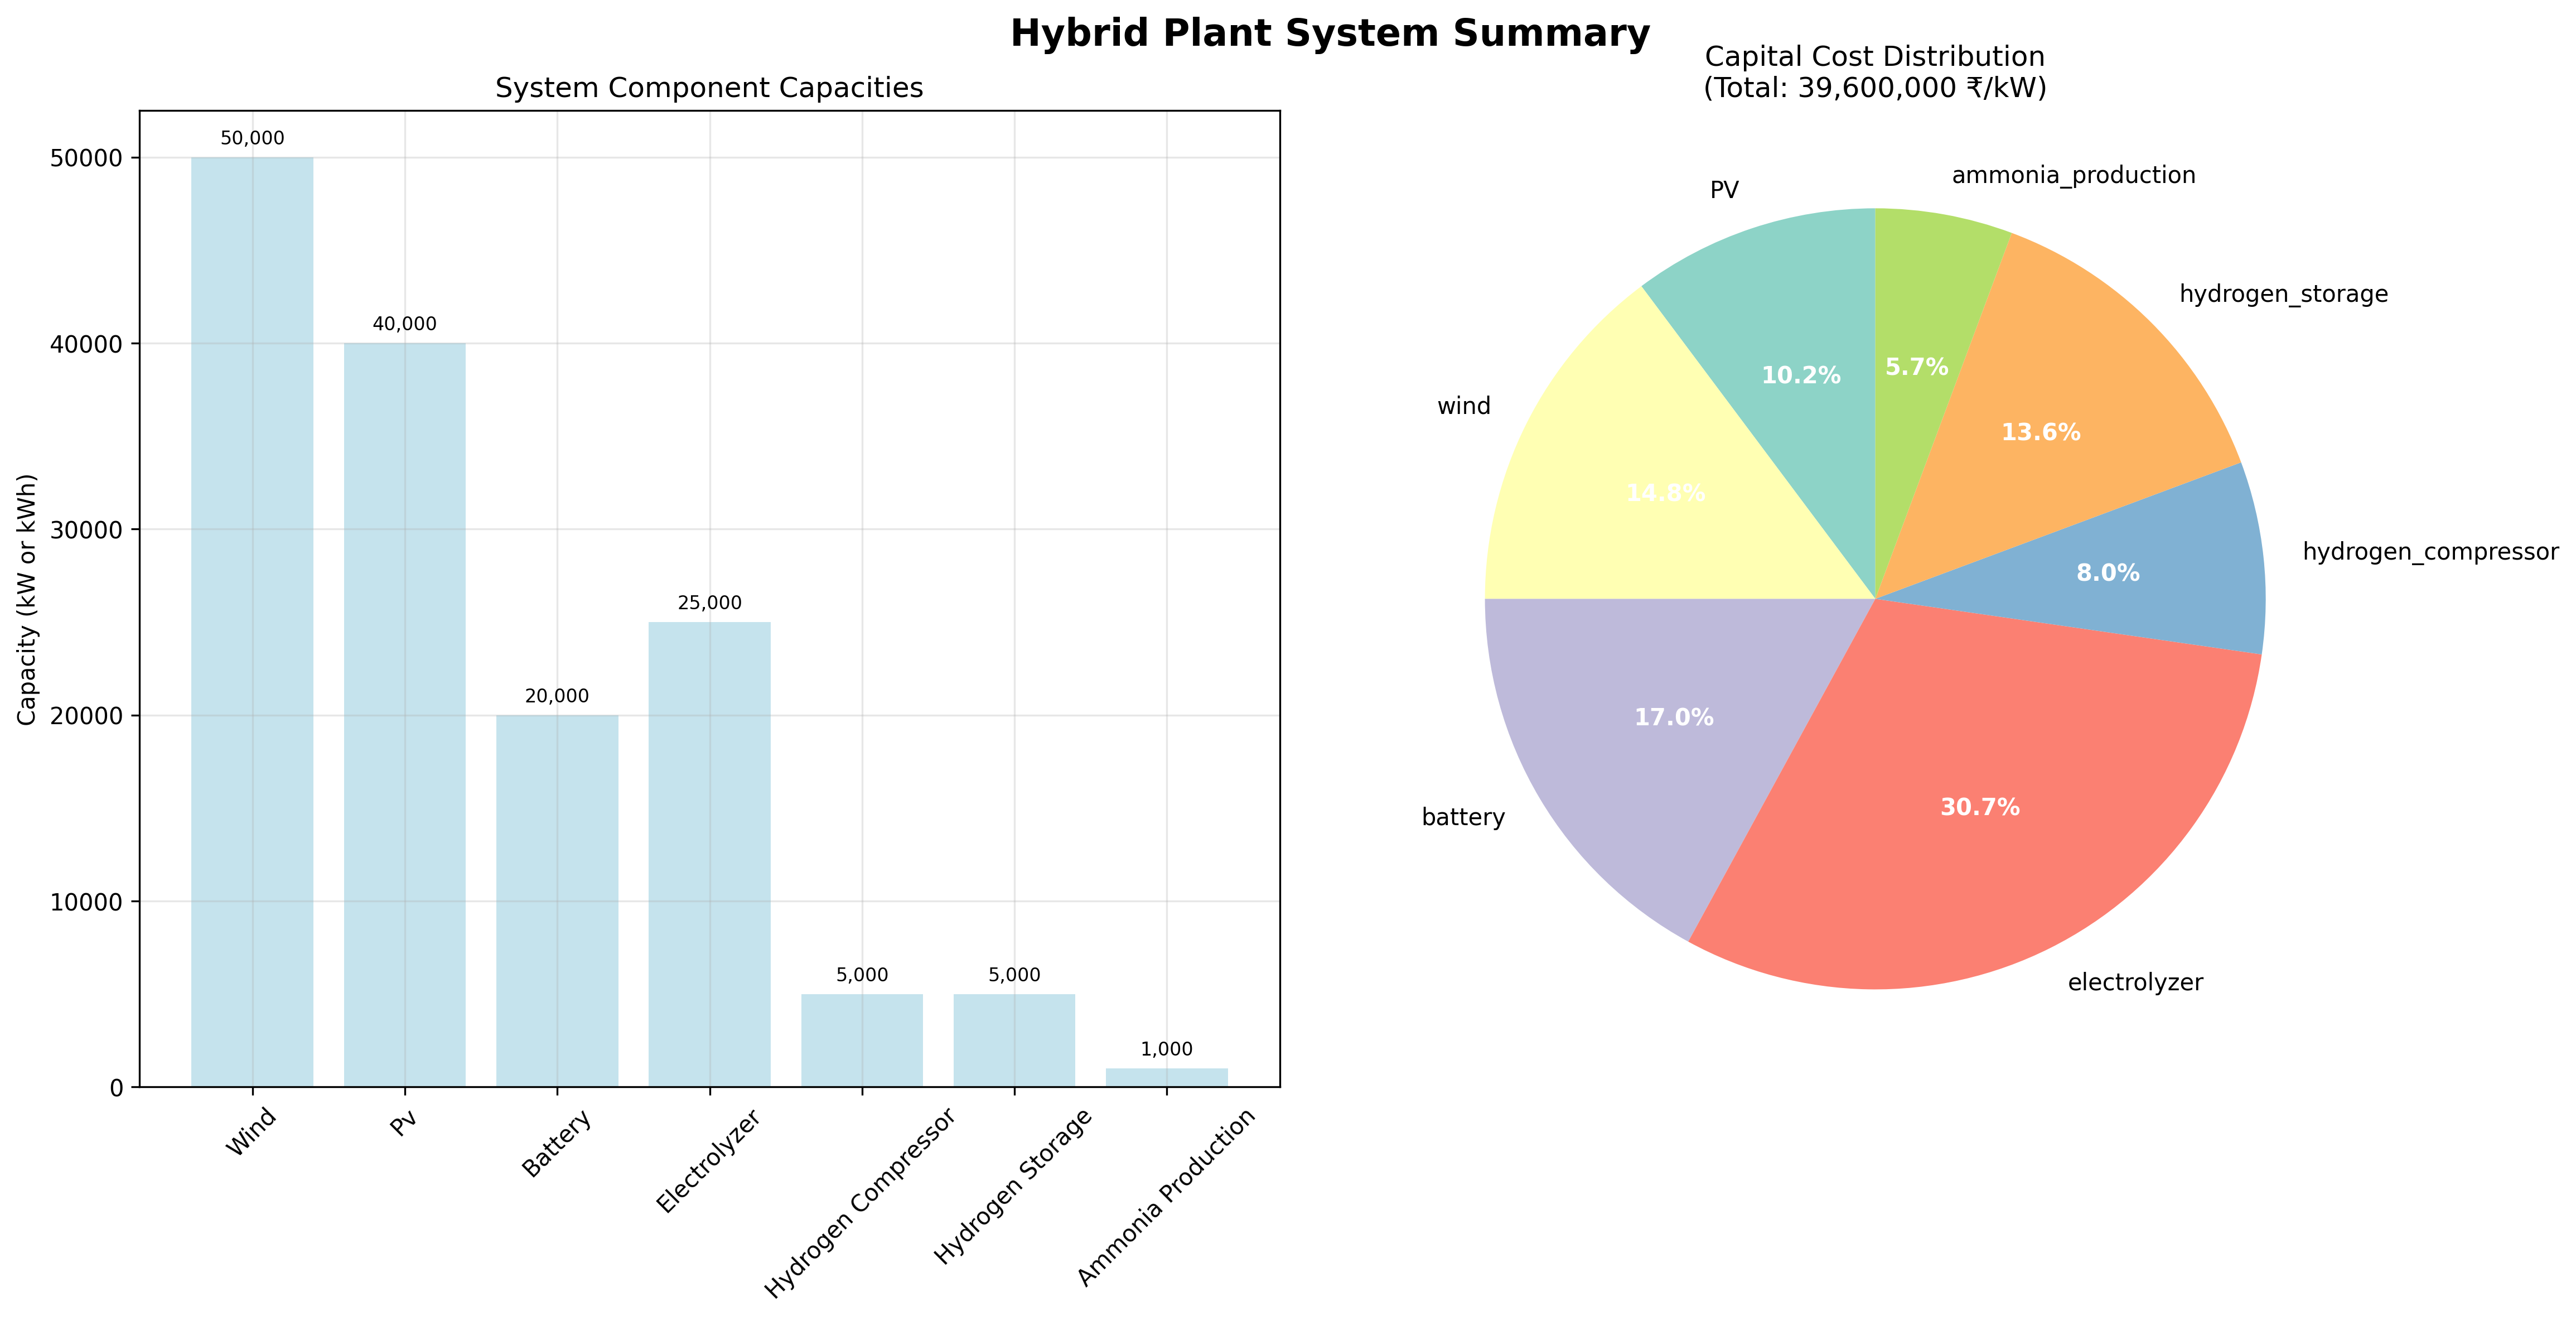 Hybrid Plant System Summary
System Component Capacities
Capacity (kW or kWh)
50000
40000
30000
20000
10000
0
50,000
40,000
20,000
25,000
5,000
5,000
1,000
Wind
Pv
Battery
Electrolyzer
Hydrogen Compressor
Hydrogen Storage
Ammonia Production
Capital Cost Distribution
(Total: 39,600,000 ₹/kW)
PV
10.2%
wind
14.8%
battery
17.0%
electrolyzer
30.7%
hydrogen_compressor
8.0%
hydrogen_storage
13.6%
ammonia_production
5.7%